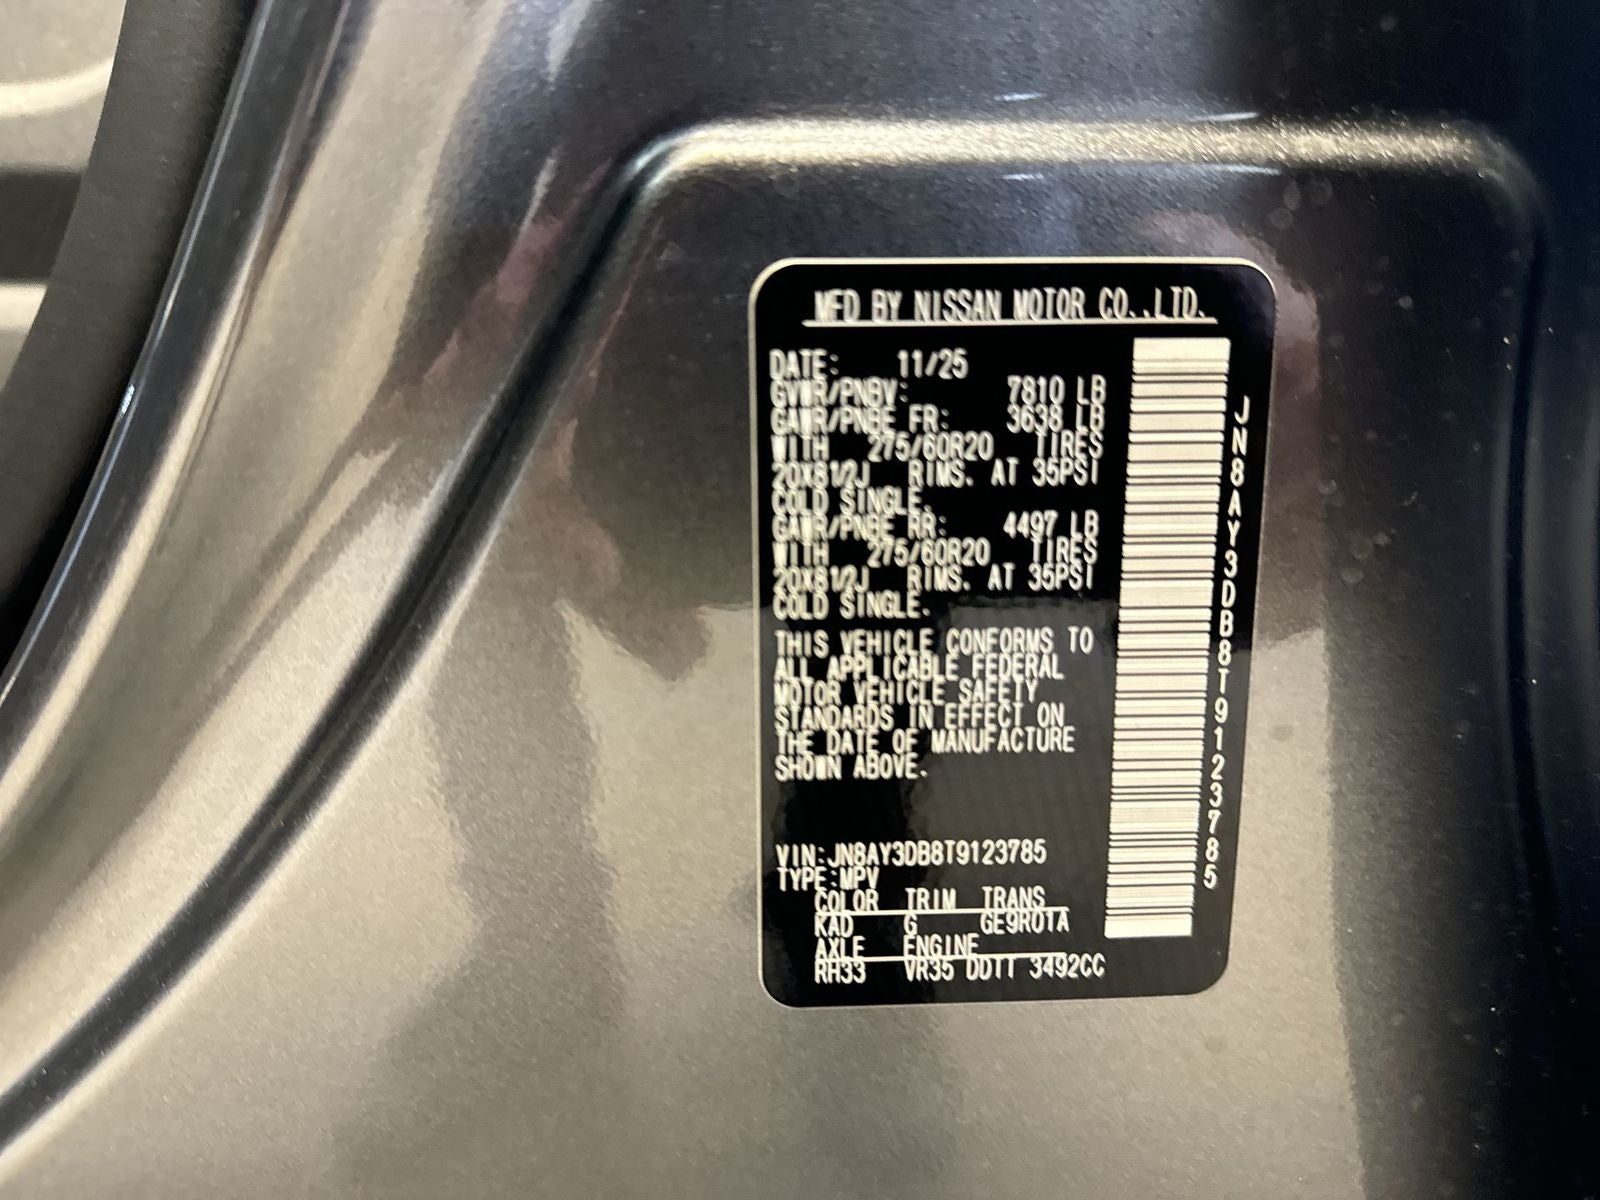 MFD BY NISSAN MOTOR CO.,LTD.
DATE: 11/25
GVWR/PNBV: 7810 LB
GAWR/PNBE FR: 3638 LB
WITH 275/60R20 TIRES
20X81/2J RIMS. AT 35PSI
COLD SINGLE.
GAWR/PNBE RR: 4497 LB
WITH 275/60R20 TIRES
20X81/2J RIMS. AT 35PSI
COLD SINGLE.
THIS VEHICLE CONFORMS TO
ALL APPLICABLE FEDERAL
MOTOR VEHICLE SAFETY
STANDARDS IN EFFECT ON
THE DATE OF MANUFACTURE
SHOWN ABOVE.
VIN:JN8AY3DB8T9123785
TYPE:MPV
COLOR TRIM TRANS
KAD G GE9R01A
AXLE ENGINE
RH33 VR35 DDTT 3492CC
JN8AY3DB8T9123785